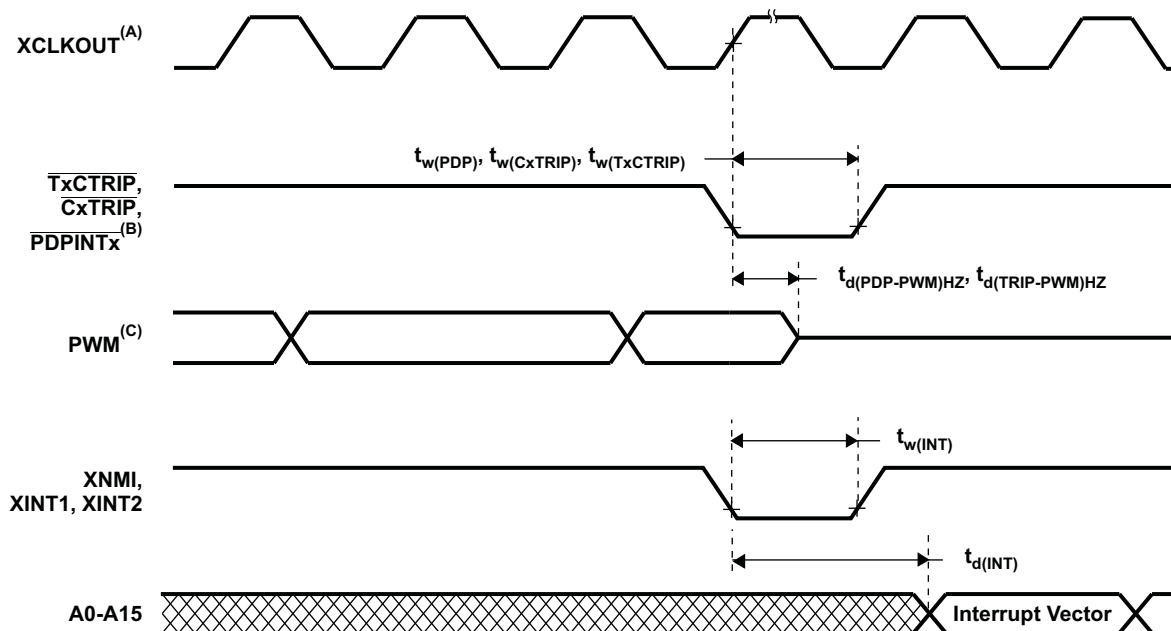 XCLKOUT(A)
tw(PDP), tw(CxTRIP), tw(TxCTRIP)
TxCTRIP,
CxTRIP,
PDPINTx(B)
td(PDP-PWM)HZ, td(TRIP-PWM)HZ
PWM(C)
tw(INT)
XNMI,
XINT1, XINT2
td(INT)
A0-A15
Interrupt Vector